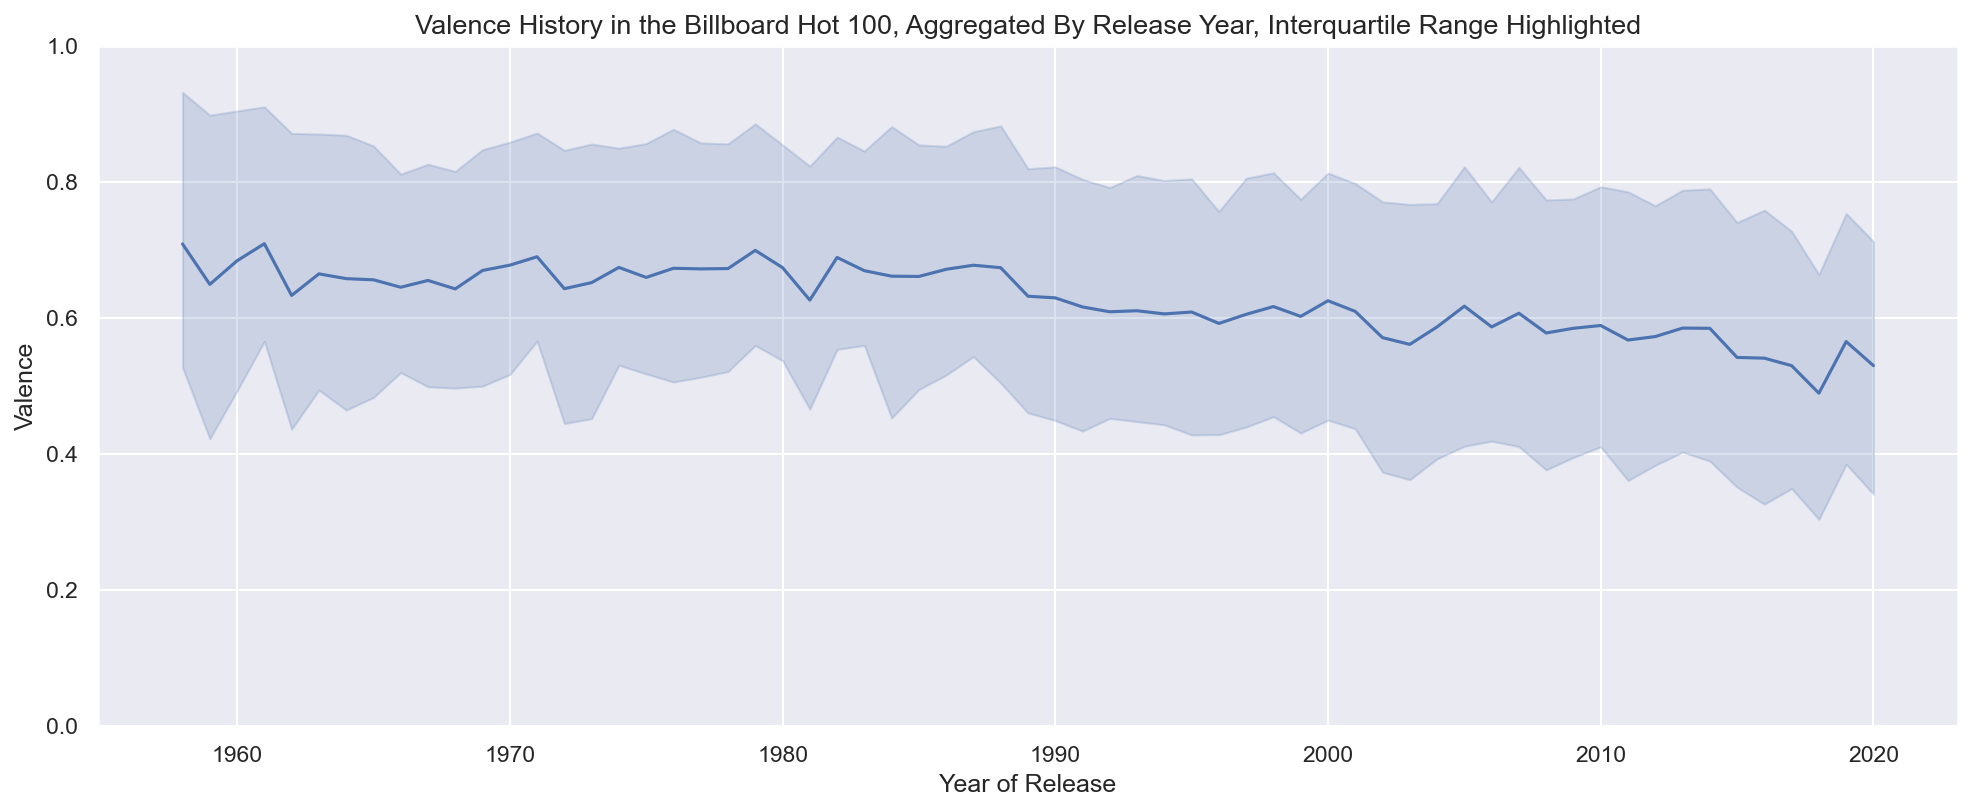 Valence History in the Billboard Hot 100, Aggregated By Release Year, Interquartile Range Highlighted
1.0
0.8
0.6
0.4
0.2
0.0
Valence
1960 1970 1980 1990 2000 2010 2020
Year of Release